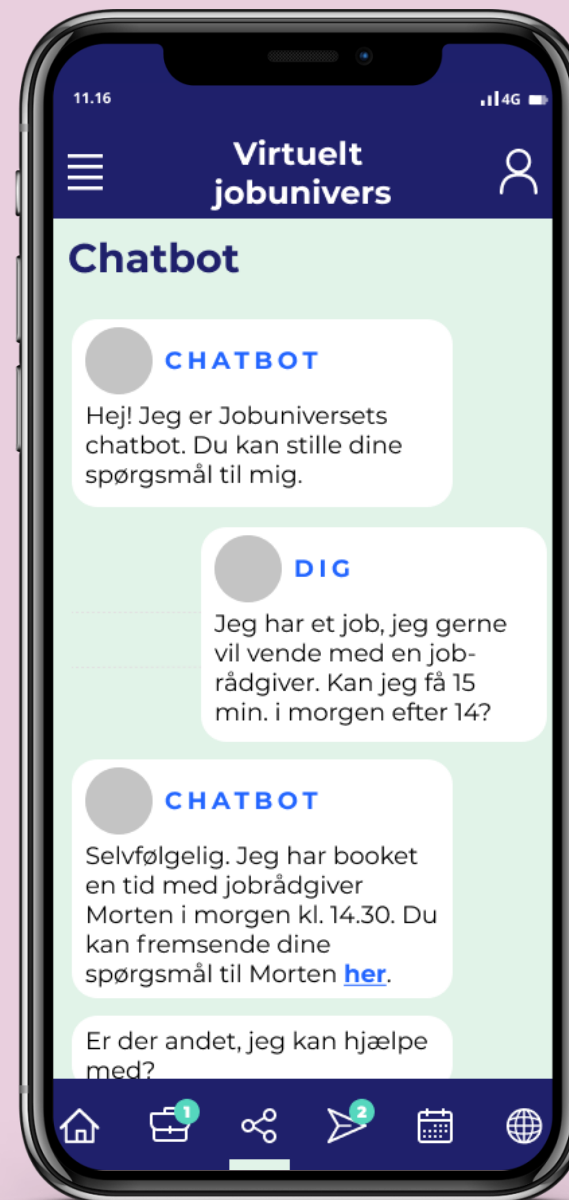 11.16
4G
Virtuelt
jobunivers
Chatbot
CHATBOT
Hej! Jeg er Jobuniversets
chatbot. Du kan stille dine
spørgsmål til mig.
DIG
Jeg har et job, jeg gerne
vil vende med en job-
rådgiver. Kan jeg få 15
min. i morgen efter 14?
CHATBOT
Selvfølgelig. Jeg har booket
en tid med jobrådgiver
Morten i morgen kl. 14.30. Du
kan fremsende dine
spørgsmål til Morten her.
Er der andet, jeg kan hjælpe
med?
1
2